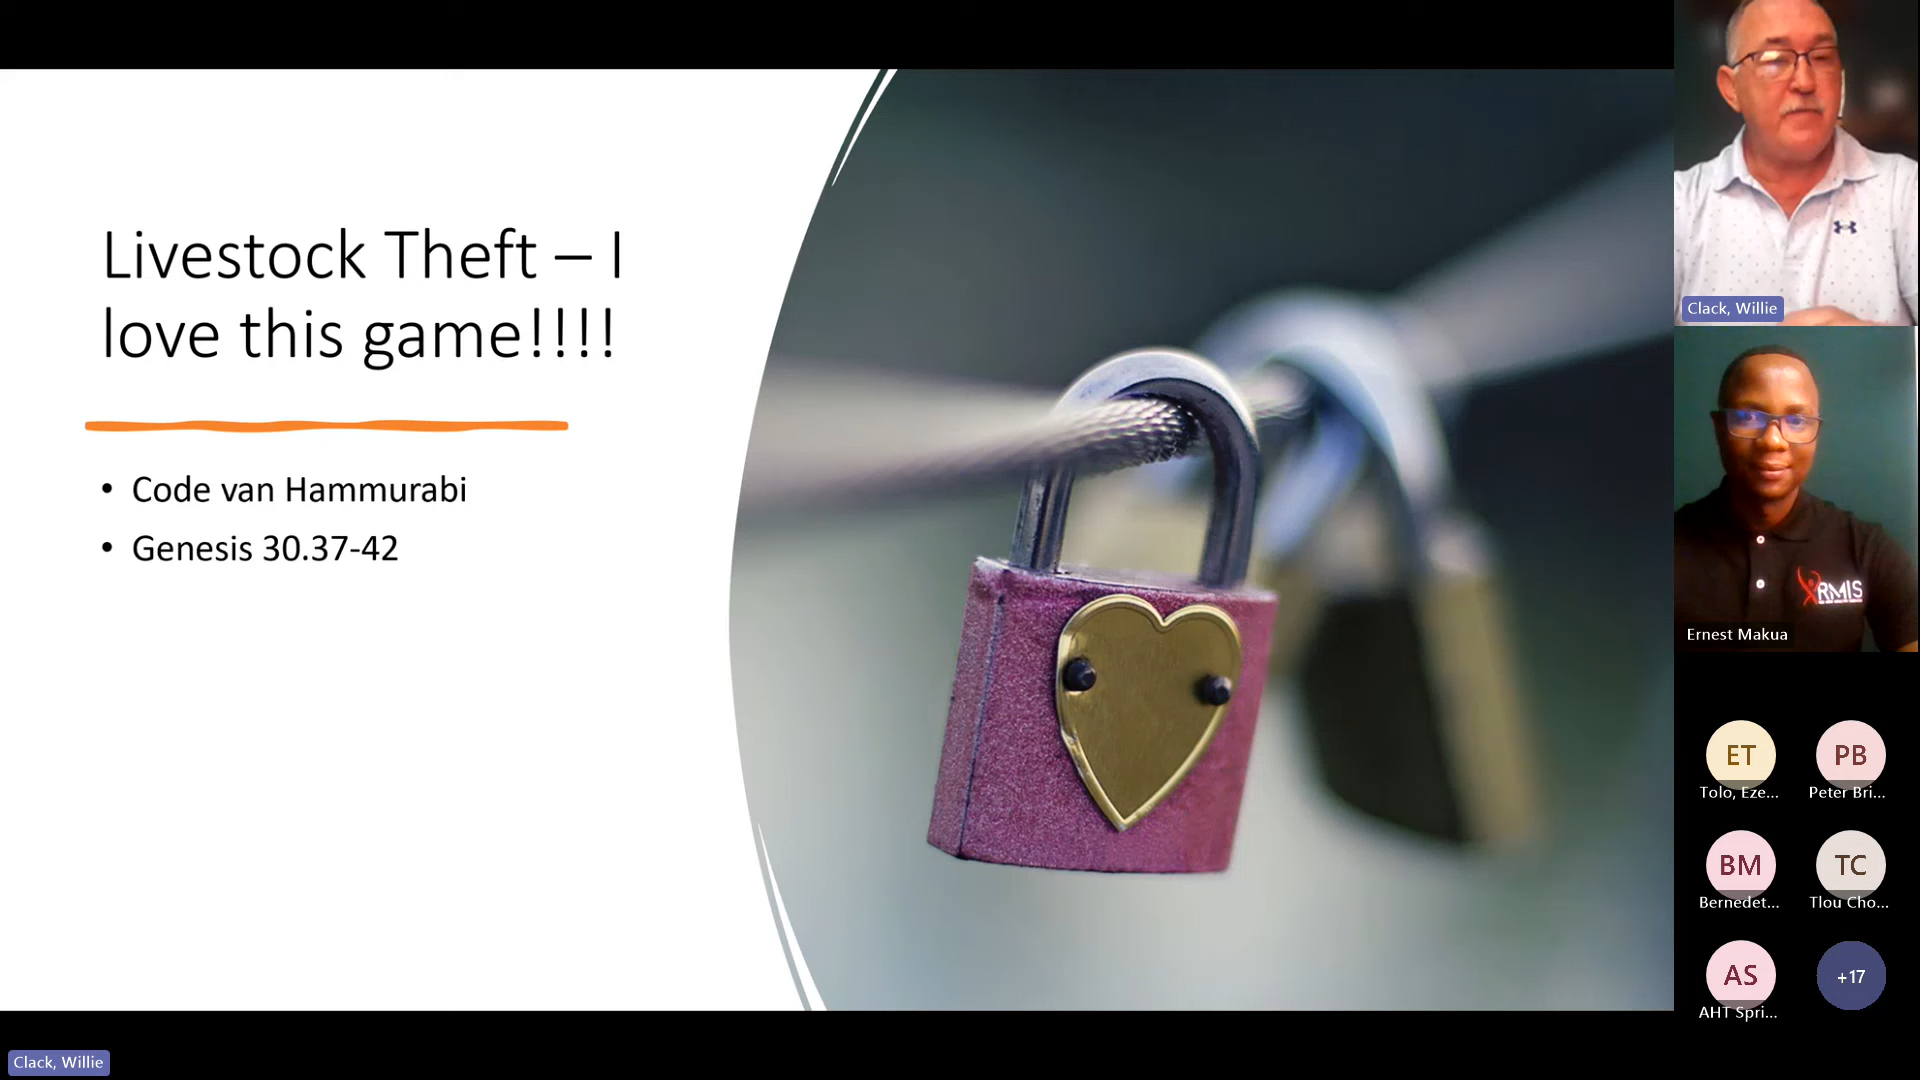 Livestock Theft – I
love this game!!!!
• Code van Hammurabi
• Genesis 30.37-42
Clack, Willie
RMIS
Ernest Makua
ET
Tolo, Eze...
PB
Peter Bri...
BM
Bernedet...
TC
Tlou Cho...
AS
AHT Spri...
+17
Clack, Willie